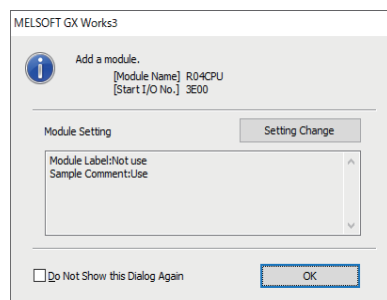 MELSOFT GX Works3
Add a module.
[Module Name] R04CPU
[Start I/O No.] 3E00
Module Setting
Setting Change
Module Label:Not use
Sample Comment:Use
Do Not Show this Dialog Again
OK